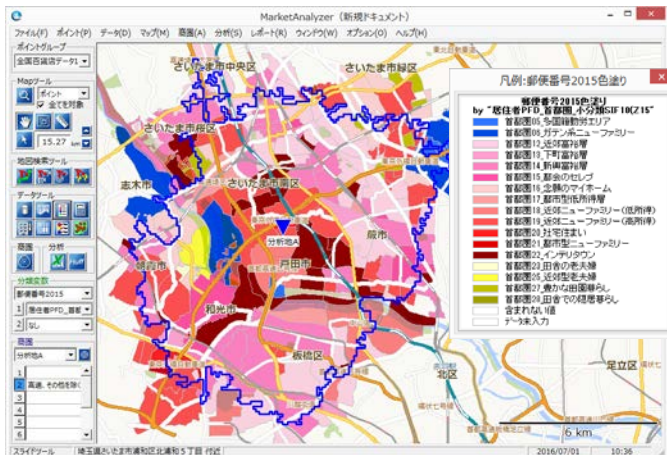 MarketAnalyzer (新規ドキュメント)
ファイル(F) ポイント(P) データ(D) マップ(M) 商圏(A) 分析(S) レポート(R) ウィンドウ(W) オプション(O) ヘルプ(H)
ポイントグループ
全国百貨店データ1
Mapツール
ポイント
全てを対象
15.27 km
地図検索ツール
データツール
商圏 分析
分類変数
郵便番号2015
1 居住者PFD_首都
2 なし
商圏
分析地A
1
2 高速、その他を除く
3
4
5
6
さいたま市中央区
さいたま市緑区
さいたま市桜区
志木市
さいたま市南区
分析地A
蕨市
戸田市
朝霞市
和光市
板橋区
北区
足立区
6 km
凡例:郵便番号2015色塗り
郵便番号2015色塗り
by "居住者PFD_首都圏_小分類SIF10(Z15"
首都圏05_多国籍勤労エリア
首都圏06_ガテン系ニューファミリー
首都圏12_近郊富裕層
首都圏13_下町富裕層
首都圏14_新興富裕層
首都圏15_都会のセレブ
首都圏16_念願のマイホーム
首都圏17_都市型低所得層
首都圏18_近郊ニューファミリー(低所得)
首都圏19_近郊ニューファミリー(高所得)
首都圏20_社宅住まい
首都圏21_都市型ニューファミリー
首都圏22_インテリタウン
首都圏23_田舎の老夫婦
首都圏25_近郊型老夫婦
首都圏27_豊かな田園暮らし
首都圏28_田舎での隠居暮らし
含まれない値
データ未入力
スライドツール 埼玉県さいたま市浦和区北浦和5丁目 付近 2016/07/01 10:36